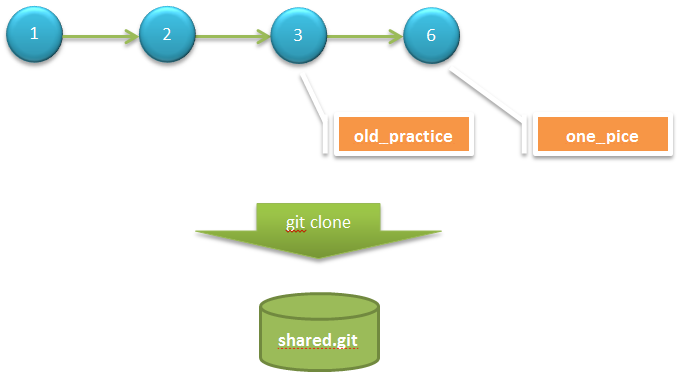 1 2 3 6
old_practice one_pice
git clone
shared.git